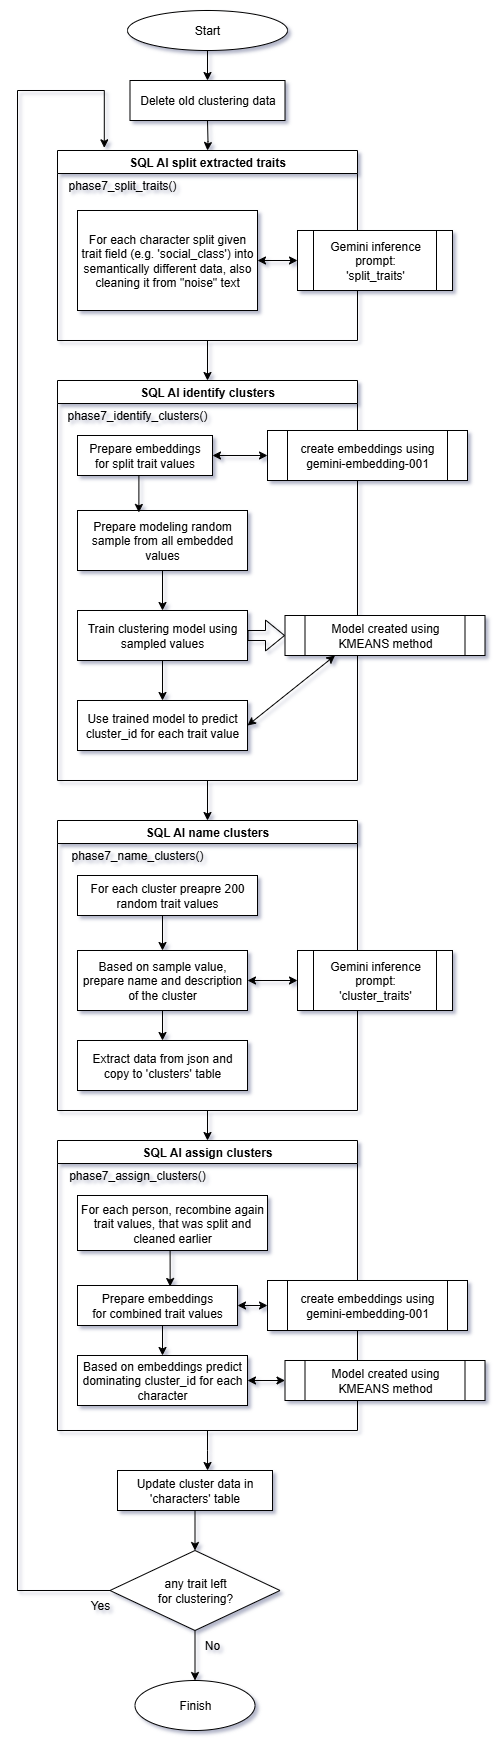 Start
Delete old clustering data
SQL AI split extracted traits
phase7_split_traits()
For each character split given
trait field (e.g. 'social_class') into
semantically different data, also
cleaning it from "noise" text
Gemini inference
prompt:
'split_traits'
SQL AI identify clusters
phase7_identify_clusters()
Prepare embeddings
for split trait values
create embeddings using
gemini-embedding-001
Prepare modeling random
sample from all embedded
values
Train clustering model using
sampled values
Model created using
KMEANS method
Use trained model to predict
cluster_id for each trait value
SQL AI name clusters
phase7_name_clusters()
For each cluster preapre 200
random trait values
Based on sample value,
prepare name and description
of the cluster
Gemini inference
prompt:
'cluster_traits'
Extract data from json and
copy to 'clusters' table
SQL AI assign clusters
phase7_assign_clusters()
For each person, recombine again
trait values, that was split and
cleaned earlier
Prepare embeddings
for combined trait values
create embeddings using
gemini-embedding-001
Based on embeddings predict
dominating cluster_id for each
character
Model created using
KMEANS method
Update cluster data in
'characters' table
any trait left
for clustering?
Yes
No
Finish